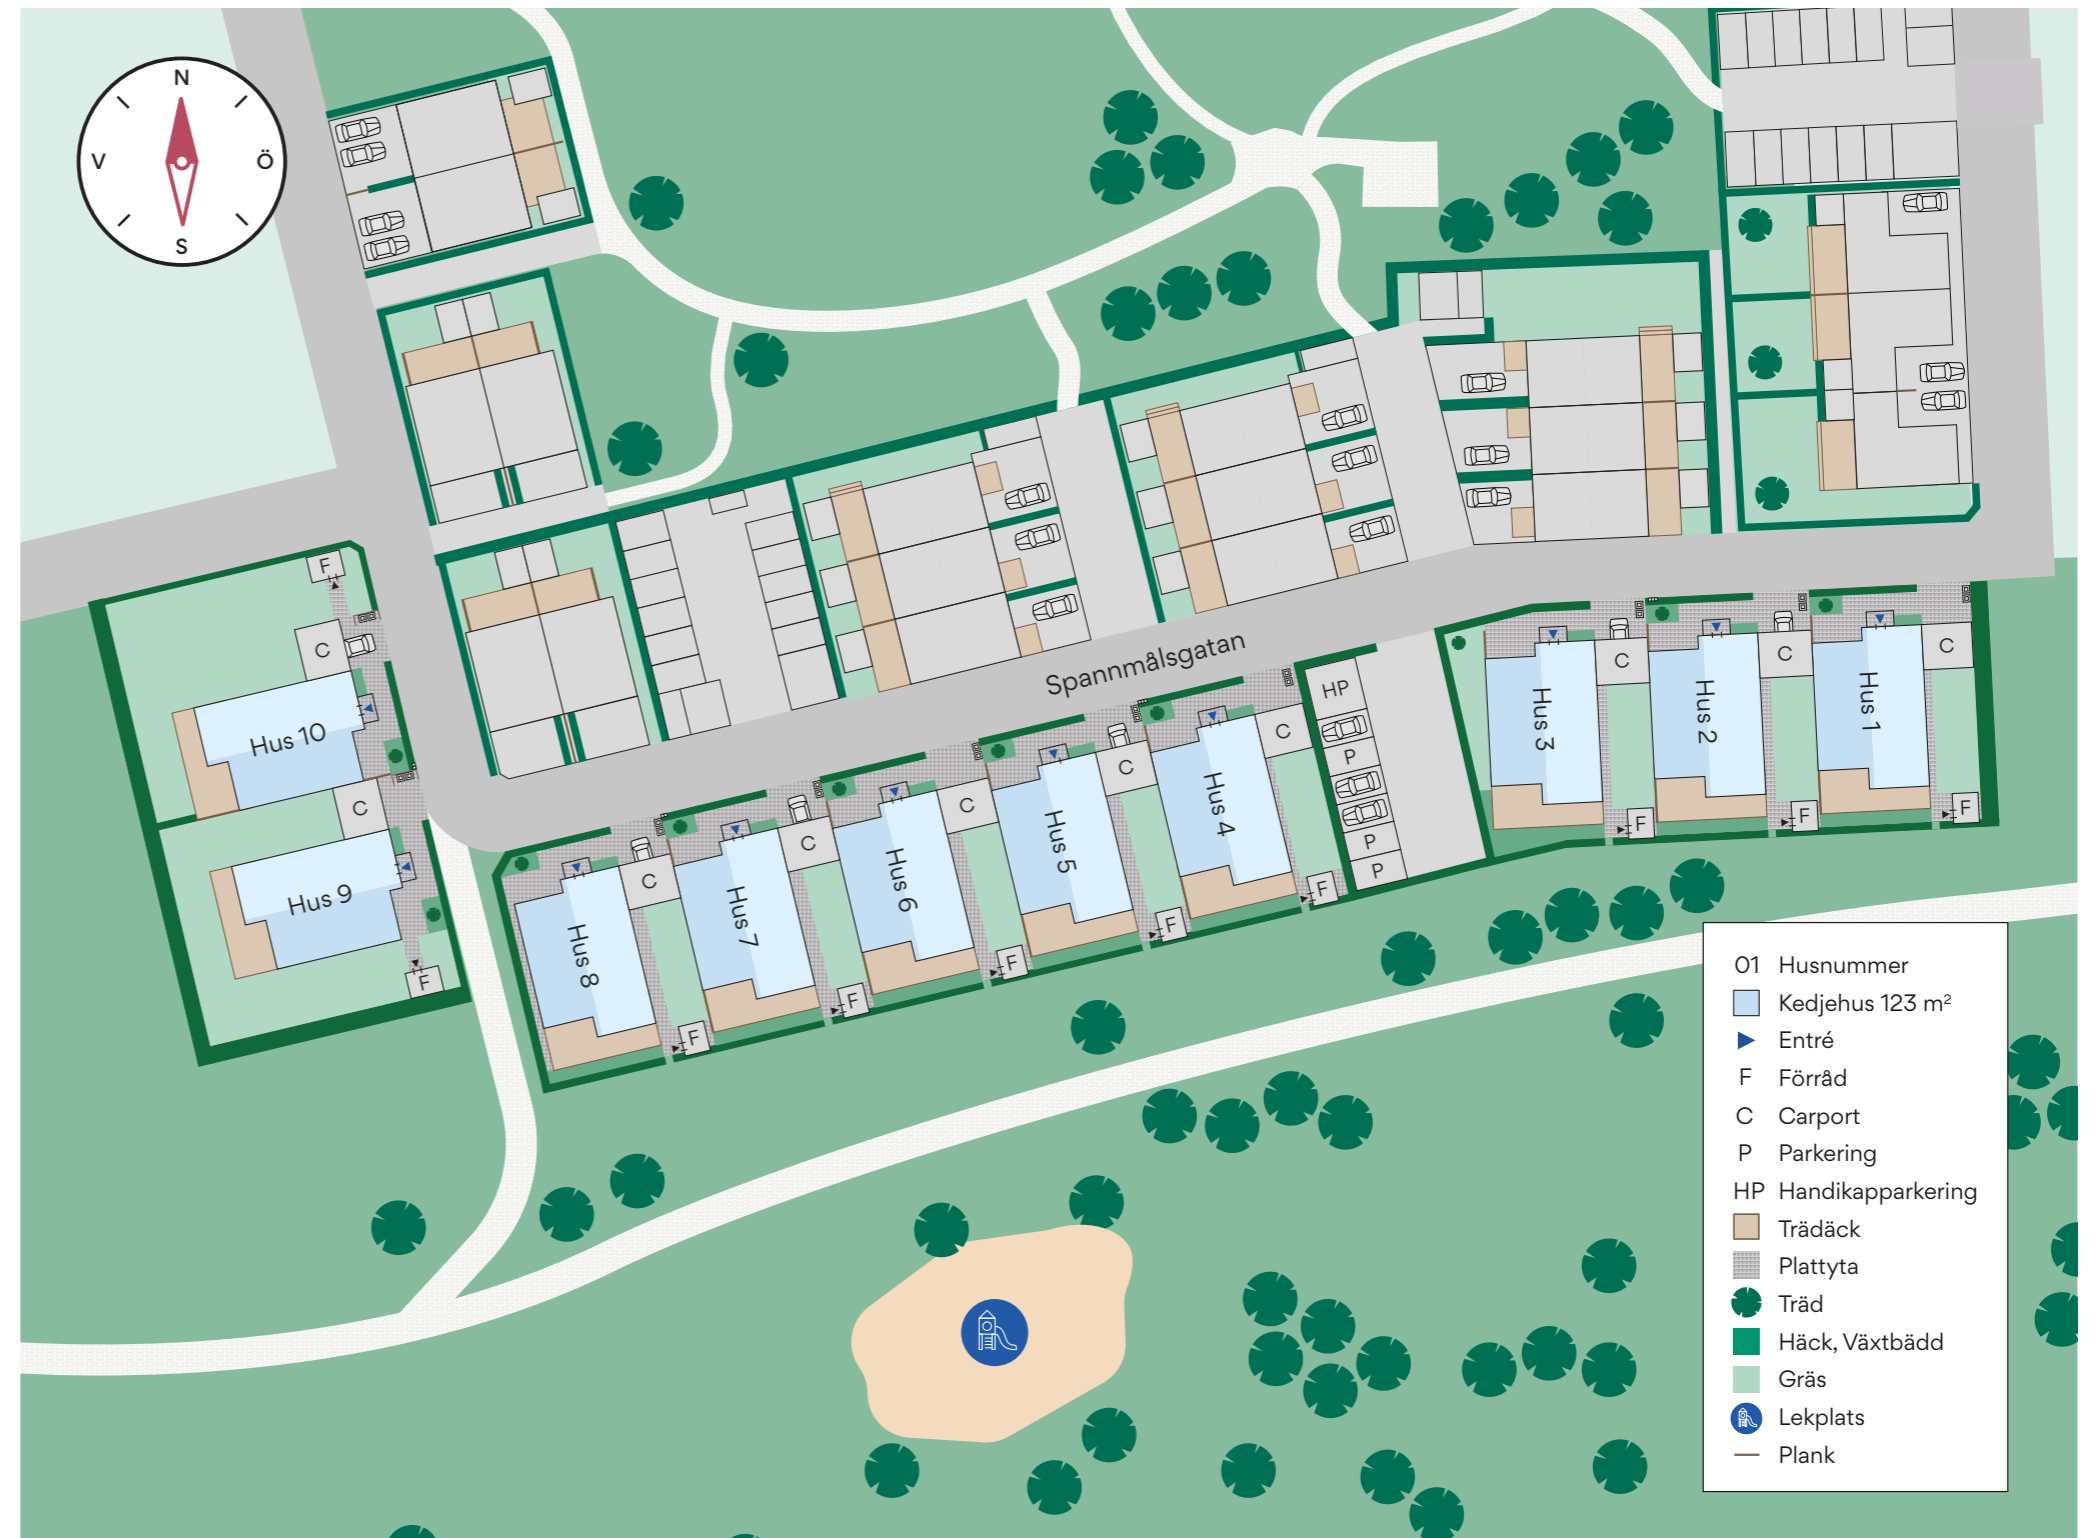 N
V
Ö
S
F
C
Hus 10
C
Hus 9
F
Spannmålsgatan
HP
P
P
P
C
Hus 3
C
Hus 2
C
Hus 1
F
F
F
C
Hus 4
C
Hus 5
C
Hus 6
C
Hus 7
C
Hus 8
F
F
F
F
F
01 Husnummer
Kedjehus 123 m²
Entré
F Förråd
C Carport
P Parkering
HP Handikapparkering
Trädäck
Plattyta
Träd
Häck, Växtbädd
Gräs
Lekplats
Plank